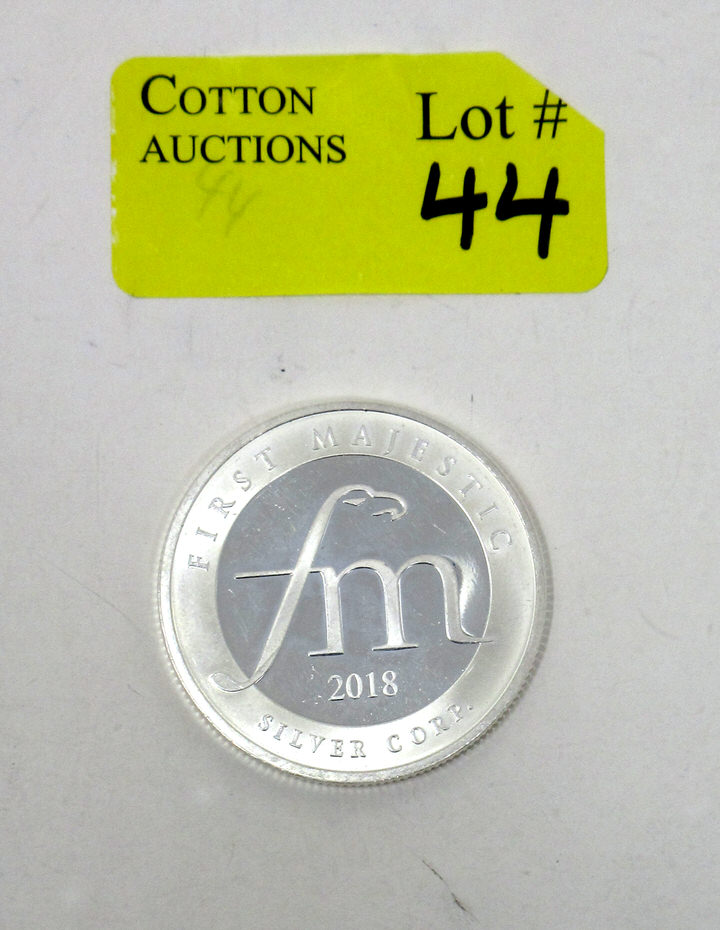 COTTON
AUCTIONS
Lot #
44
44
FIRST MAJESTIC
fm
2018
SILVER CORP.